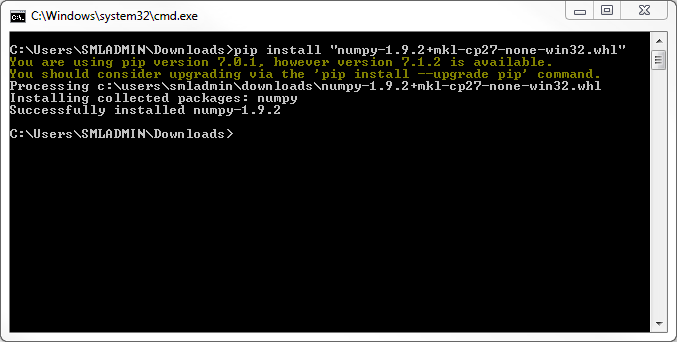 C:\Windows\system32\cmd.exe
C:\Users\SMLADMIN\Downloads>pip install "numpy-1.9.2+mkl-cp27-none-win32.whl"
You are using pip version 7.0.1, however version 7.1.2 is available.
You should consider upgrading via the 'pip install --upgrade pip' command.
Processing c:\users\smladmin\downloads\numpy-1.9.2+mkl-cp27-none-win32.whl
Installing collected packages: numpy
Successfully installed numpy-1.9.2
C:\Users\SMLADMIN\Downloads>